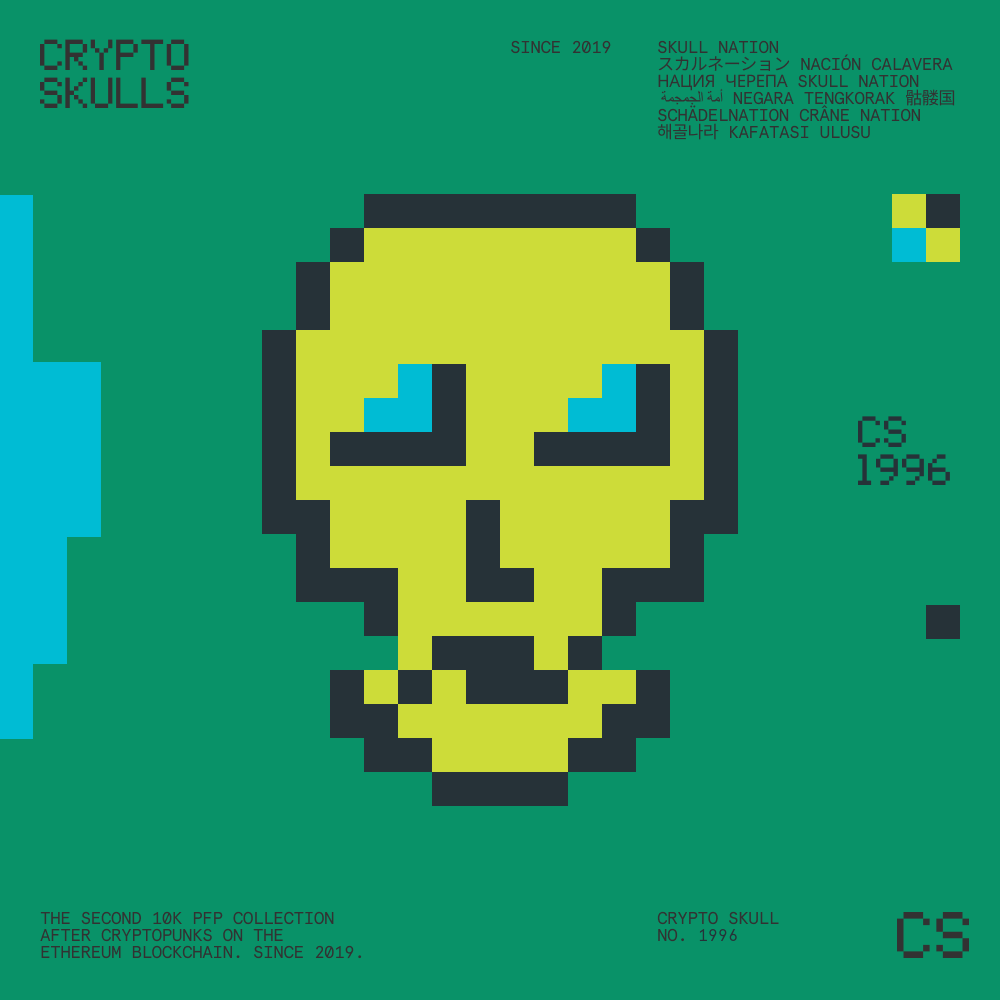 CRYPTO
SKULLS
SINCE 2019
SKULL NATION
スカルネーション NACIÓN CALAVERA
НАЦИЯ ЧЕРЕПА SKULL NATION
أمة الجمجمة NEGARA TENGKORAK 骷髅国
SCHÄDELNATION CRÂNE NATION
해골나라 KAFATASI ULUSU
CS
1996
THE SECOND 10K PFP COLLECTION
AFTER CRYPTOPUNKS ON THE
ETHEREUM BLOCKCHAIN. SINCE 2019.
CRYPTO SKULL
NO. 1996
CS